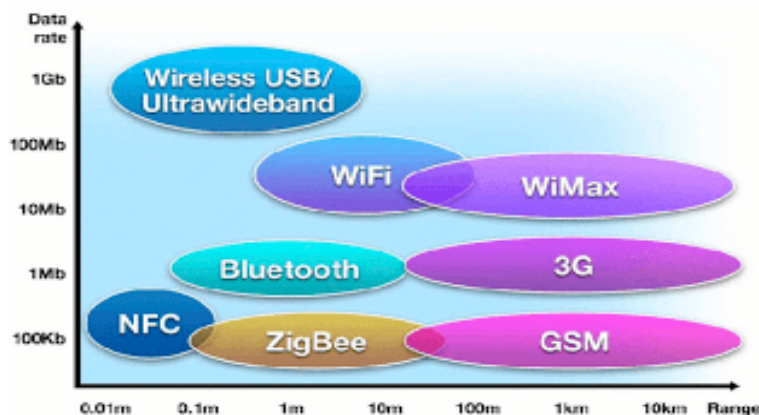 Data
rate
1Gb
Wireless USB/
Ultrawideband
100Mb
WiFi
WiMax
10Mb
Bluetooth
3G
1Mb
NFC
ZigBee
GSM
100Kb
0.01m 0.1m 1m 10m 100m 1km 10km Range